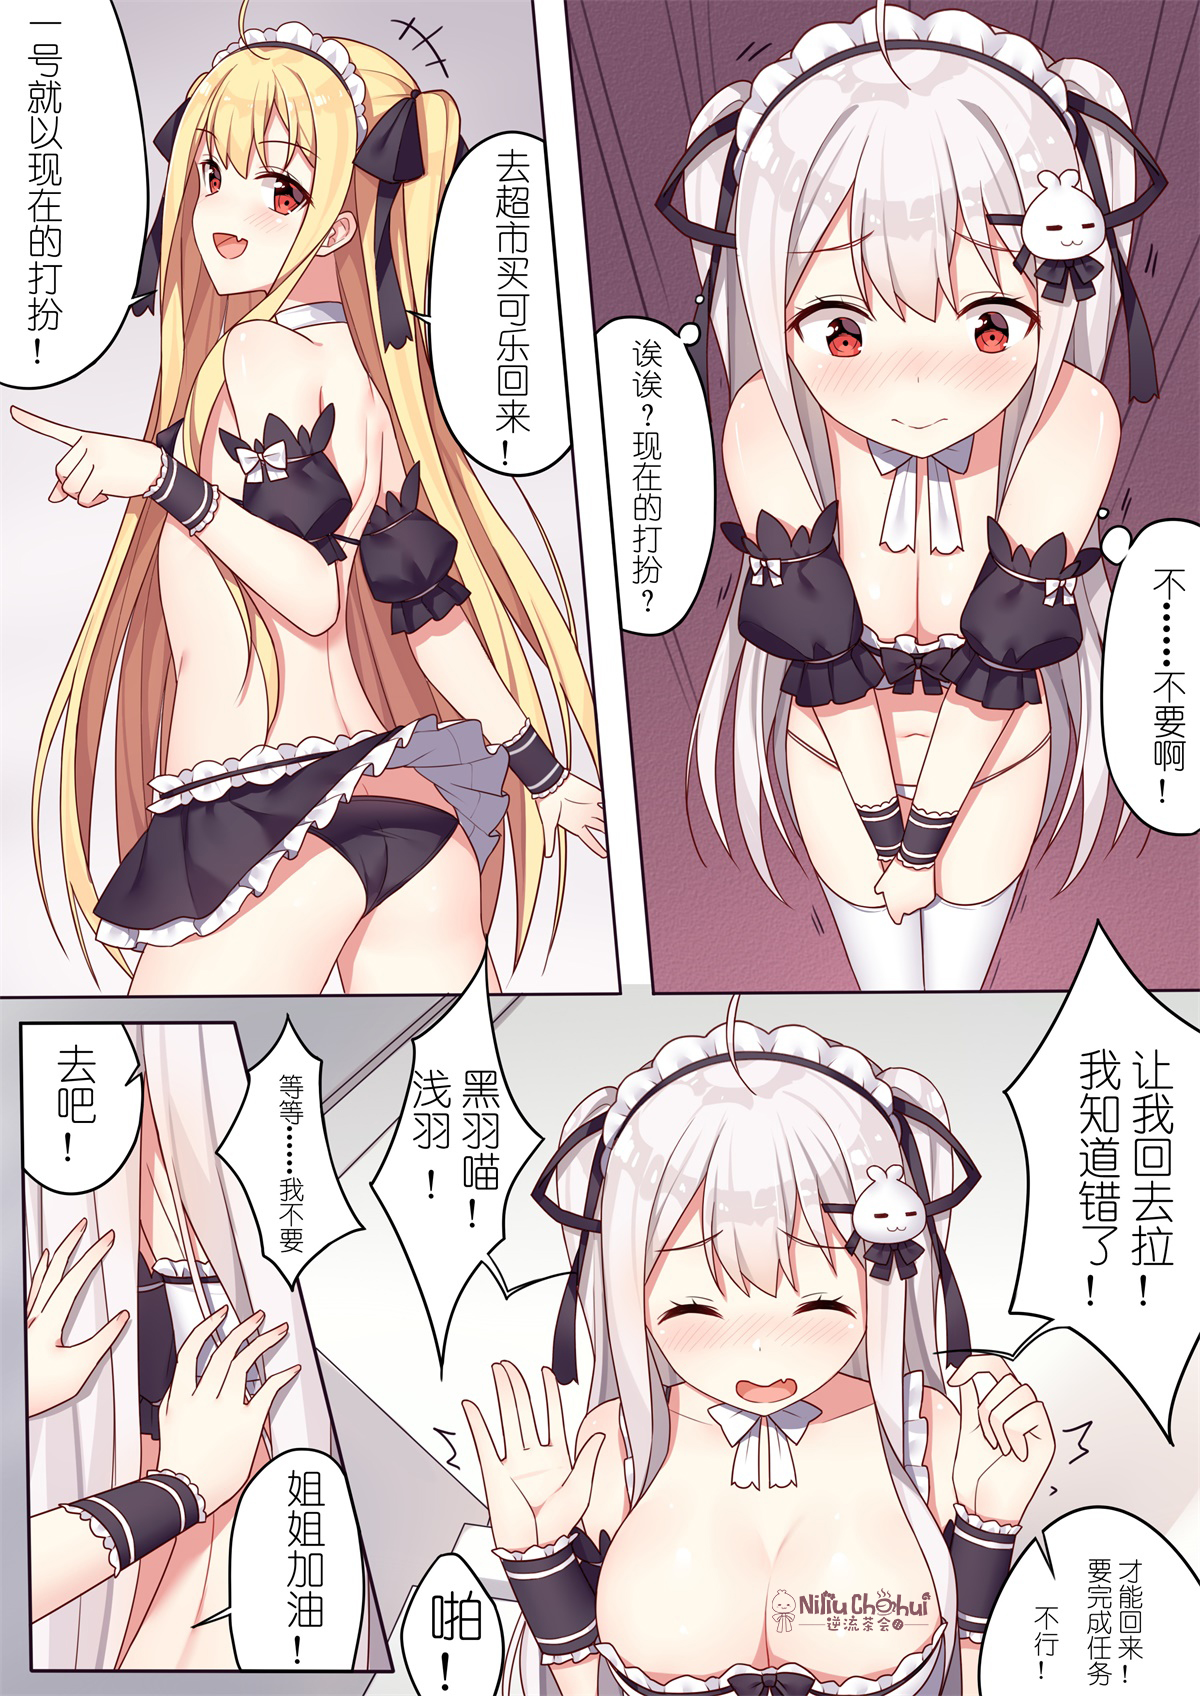 一号就以现在的打扮！
去超市买可乐回来！
诶诶？现在的打扮？
不……不要啊！
去吧！
等等……我不要
姐姐加油！
黑羽喵！
浅羽！
让我回去拉！
我知道错了！
啪！
不行！
要完成任务
才能回来！
Niliu Chahui
逆流茶会